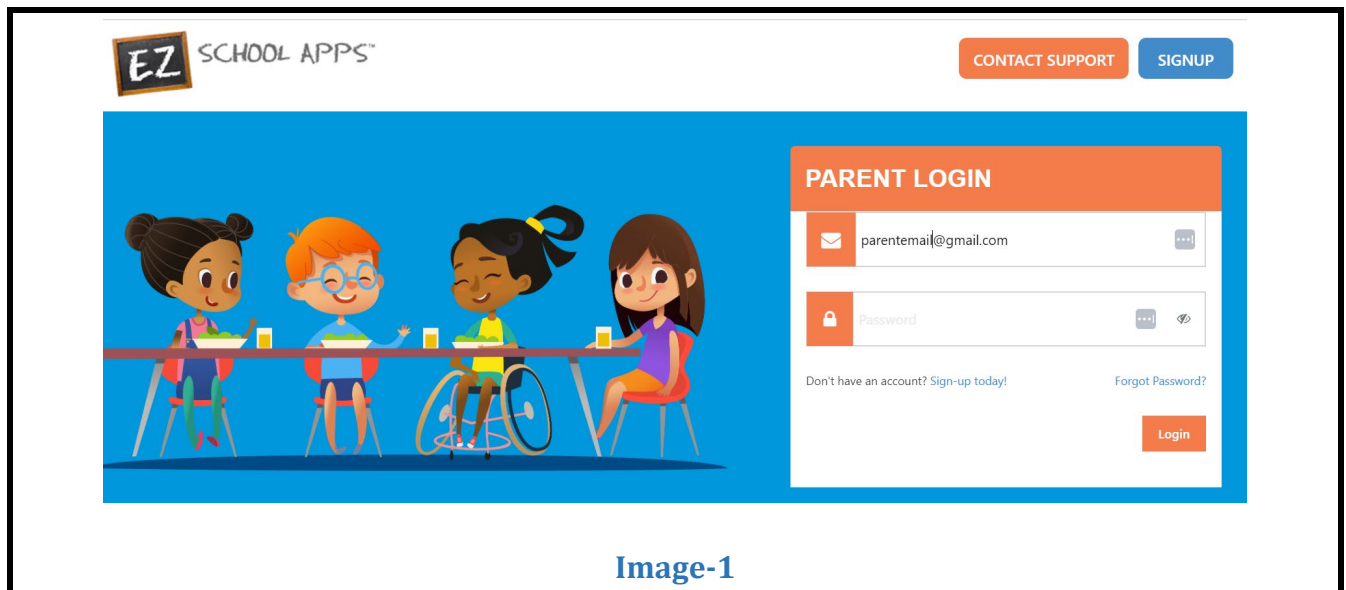 EZ SCHOOL APPS™
CONTACT SUPPORT
SIGNUP
PARENT LOGIN
parentemail@gmail.com
Password
Don't have an account? Sign-up today!
Forgot Password?
Login
Image-1